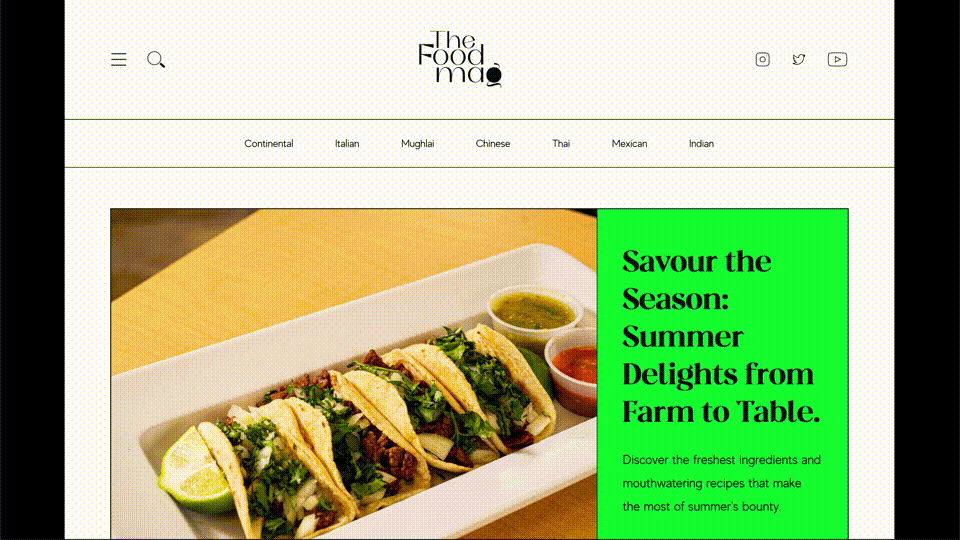 The
Food
mag
Continental Italian Mughlai Chinese Thai Mexican Indian
Savour the
Season:
Summer
Delights from
Farm to Table.
Discover the freshest ingredients and
mouthwatering recipes that make
the most of summer's bounty.